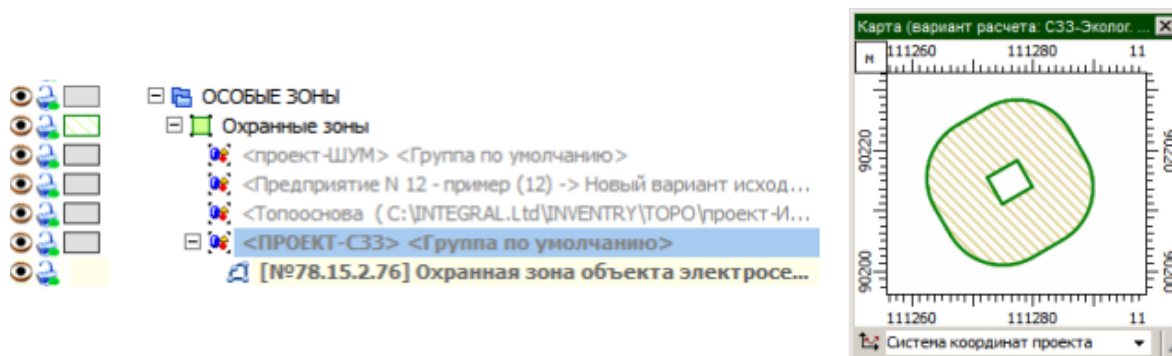 ОСОБЫЕ ЗОНЫ
Охранные зоны
<проект-ШУМ> <Группа по умолчанию>
<Предприятие N 12 - пример (12) -> Новый вариант исход...
<Топооснова ( C:\INTEGRAL.Ltd\INVENTRY\TOPO\проект-И...
<ПРОЕКТ-СЗЗ> <Группа по умолчанию>
[№78.15.2.76] Охранная зона объекта электросе...
Карта (вариант расчета: СЗЗ-Эколог. ...
N
111260 111280 11
90220
90220
90200
90200
111260 111280 11
Система координат проекта